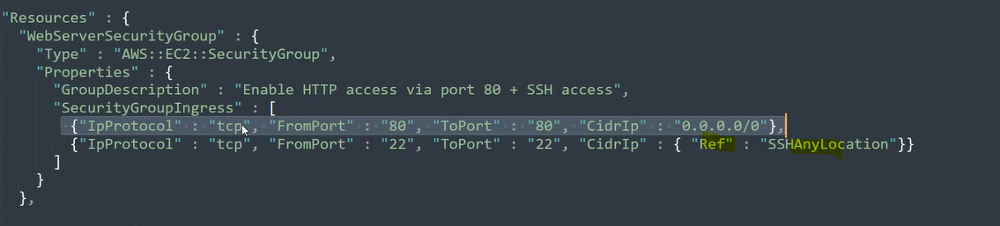 "Resources" : {
"WebServerSecurityGroup" : {
"Type" : "AWS::EC2::SecurityGroup",
"Properties" : {
"GroupDescription" : "Enable HTTP access via port 80 + SSH access",
"SecurityGroupIngress" : [
{"IpProtocol" : "tcp", "FromPort" : "80", "ToPort" : "80", "CidrIp" : "0.0.0.0/0"},
{"IpProtocol" : "tcp", "FromPort" : "22", "ToPort" : "22", "CidrIp" : { "Ref" : "SSHAnyLocation"}}
]
}
},